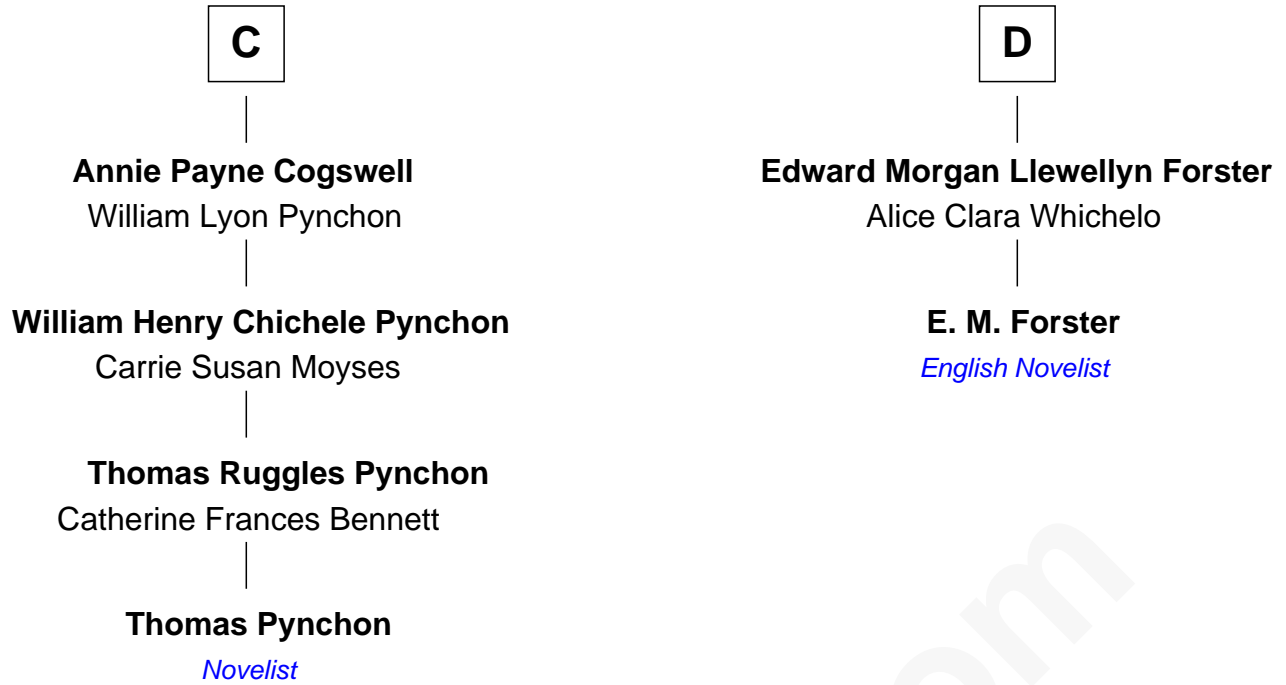 C
Annie Payne Cogswell
William Lyon Pynchon
William Henry Chichele Pynchon
Carrie Susan Moyses
Thomas Ruggles Pynchon
Catherine Frances Bennett
Thomas Pynchon
Novelist
D
Edward Morgan Llewellyn Forster
Alice Clara Whichelo
E. M. Forster
English Novelist
om